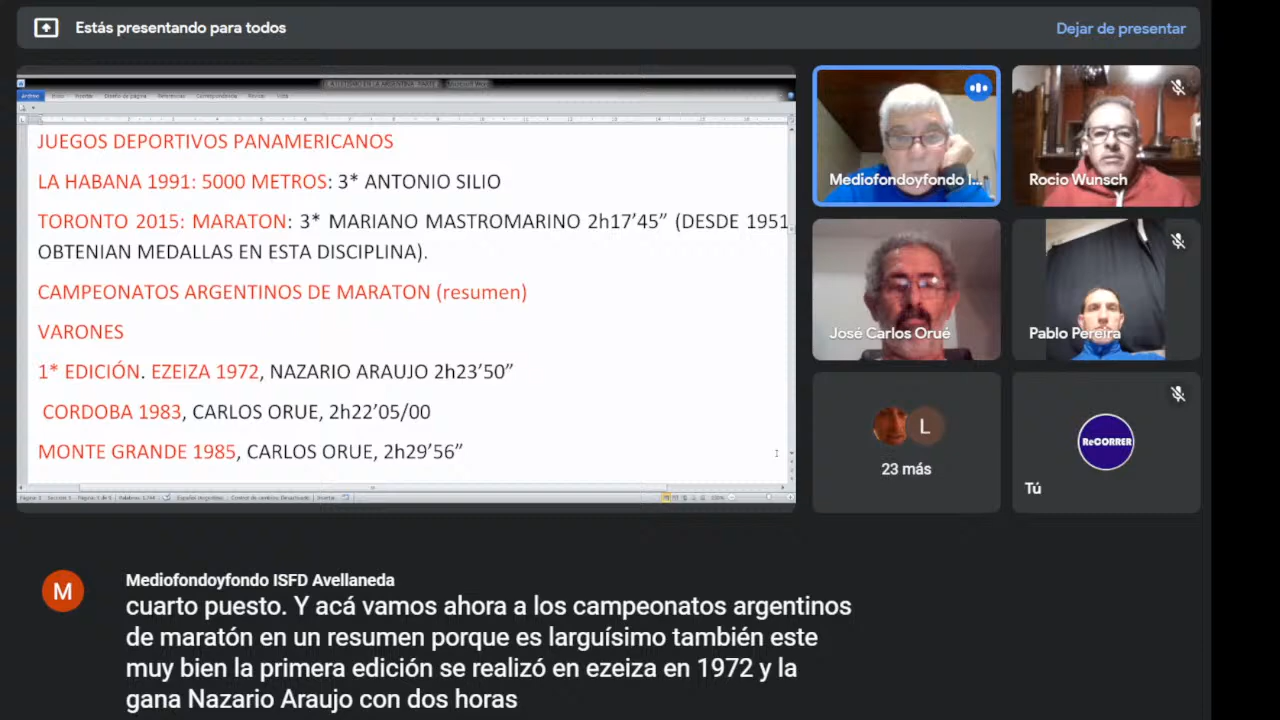 Estás presentando para todos
Dejar de presentar
Archivo
JUEGOS DEPORTIVOS PANAMERICANOS
LA HABANA 1991: 5000 METROS: 3* ANTONIO SILIO
TORONTO 2015: MARATON: 3* MARIANO MASTROMARINO 2h17’45” (DESDE 1951
OBTENIAN MEDALLAS EN ESTA DISCIPLINA).
CAMPEONATOS ARGENTINOS DE MARATON (resumen)
VARONES
1* EDICIÓN. EZEIZA 1972, NAZARIO ARAUJO 2h23’50”
CORDOBA 1983, CARLOS ORUE, 2h22’05/00
MONTE GRANDE 1985, CARLOS ORUE, 2h29’56”
Mediofondoyfondo I...
Rocio Wunsch
José Carlos Orué
Pablo Pereira
L
23 más
ReCORRER
Tú
M
Mediofondoyfondo ISFD Avellaneda
cuarto puesto. Y acá vamos ahora a los campeonatos argentinos
de maratón en un resumen porque es larguísimo también este
muy bien la primera edición se realizó en ezeiza en 1972 y la
gana Nazario Araujo con dos horas